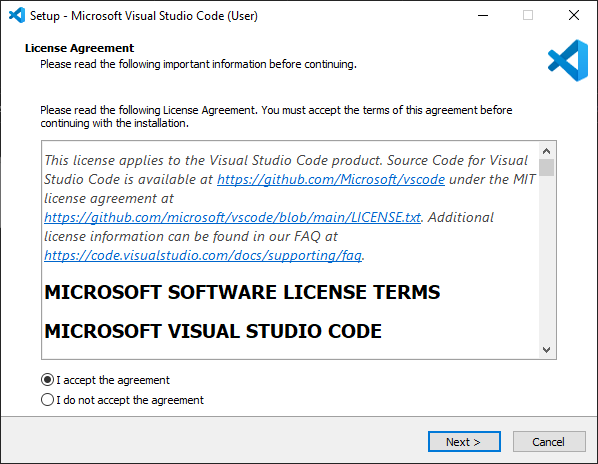 Setup - Microsoft Visual Studio Code (User)
License Agreement
Please read the following important information before continuing.
Please read the following License Agreement. You must accept the terms of this agreement before
continuing with the installation.
This license applies to the Visual Studio Code product. Source Code for Visual
Studio Code is available at https://github.com/Microsoft/vscode under the MIT
license agreement at
https://github.com/microsoft/vscode/blob/main/LICENSE.txt. Additional
license information can be found in our FAQ at
https://code.visualstudio.com/docs/supporting/faq.
MICROSOFT SOFTWARE LICENSE TERMS
MICROSOFT VISUAL STUDIO CODE
I accept the agreement
I do not accept the agreement
Next >
Cancel